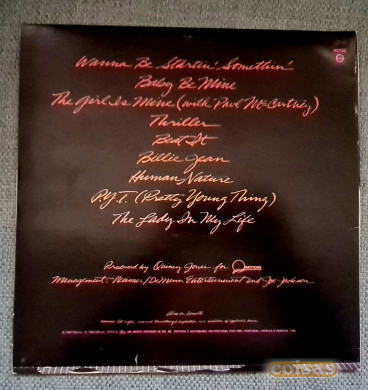 Wanna Be Startin' Somethin'
Baby Be Mine
The Girl Is Mine (with Paul McCartney)
Thriller
Beat It
Billie Jean
Human Nature
P.Y.T. (Pretty Young Thing)
The Lady In My Life
Produced by Quincy Jones for
Management: Weisner/DeMann Entertainment and Joe Jackson
coisas